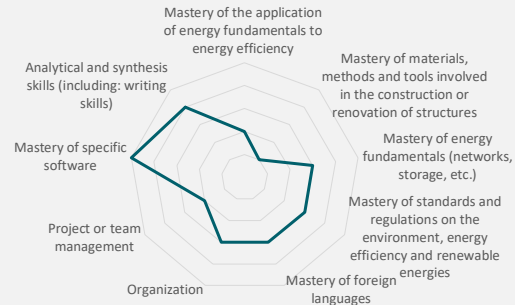 Mastery of the application
of energy fundamentals to
energy efficiency
Mastery of materials,
methods and tools involved
in the construction or
renovation of structures
Mastery of energy
fundamentals (networks,
storage, etc.)
Mastery of standards and
regulations on the
environment, energy
efficiency and renewable
energies
Mastery of foreign
languages
Organization
Project or team
management
Mastery of specific
software
Analytical and synthesis
skills (including: writing
skills)